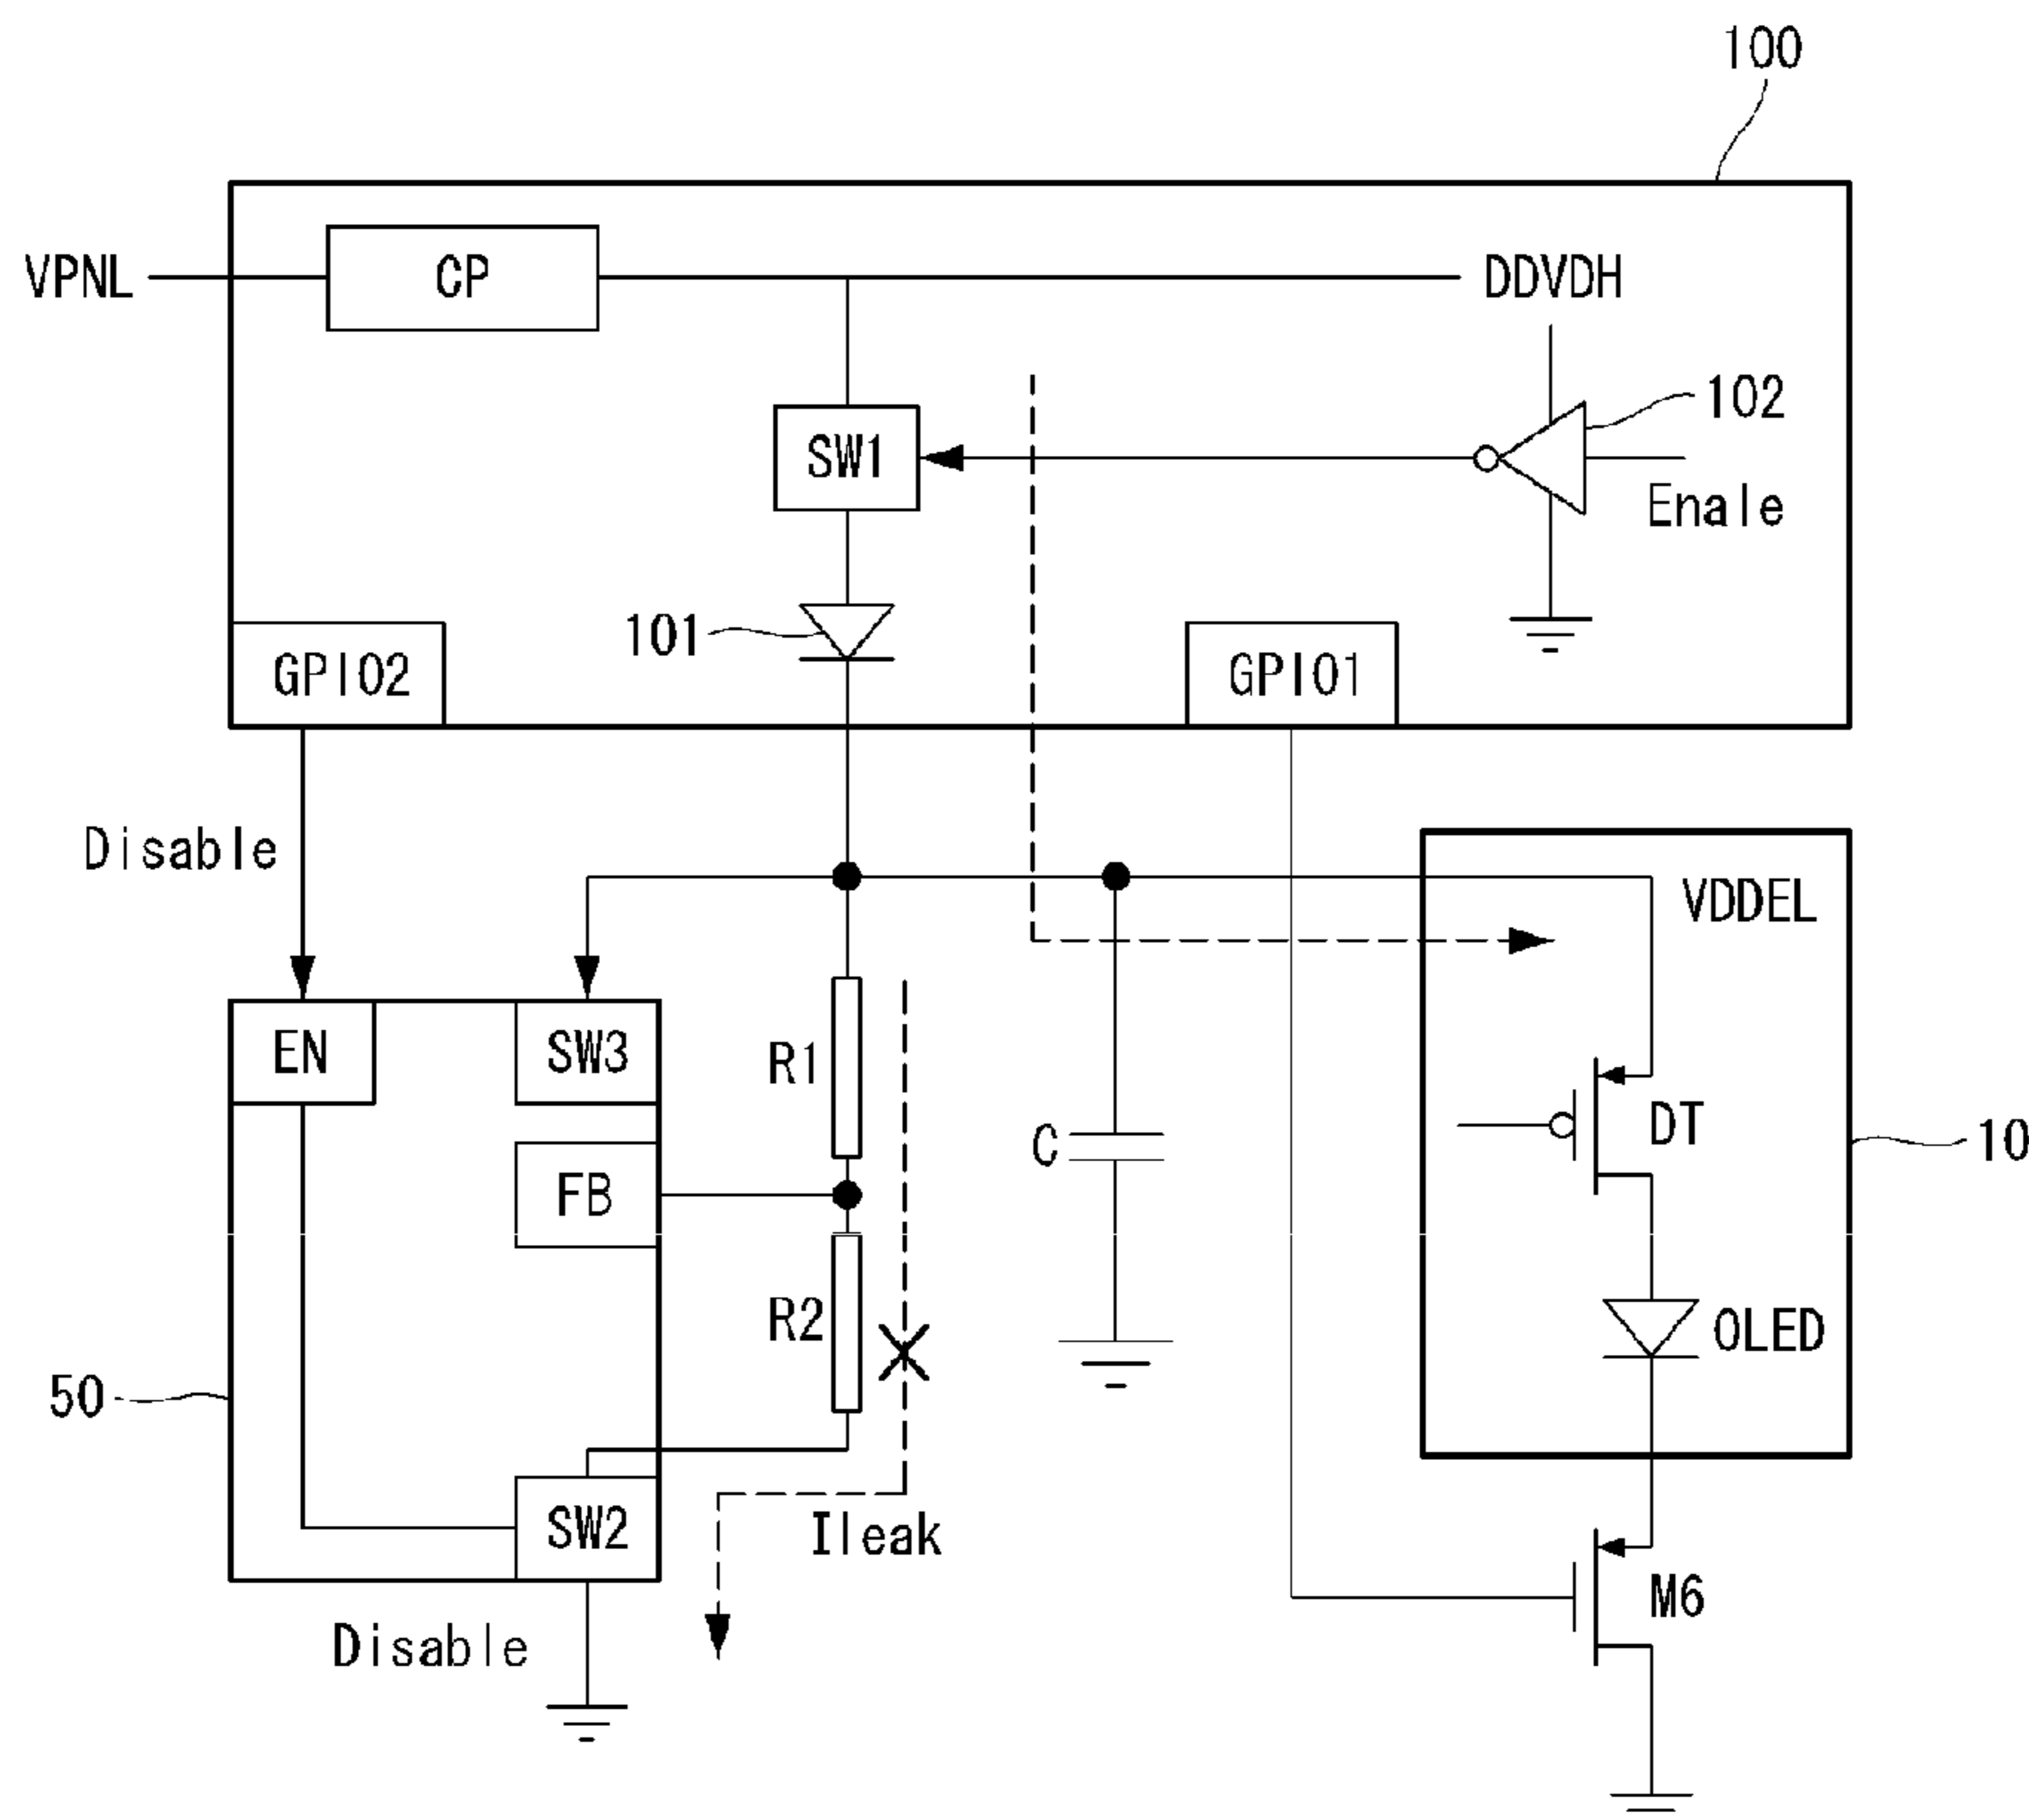 100
VPNL
CP
DDVDH
102
SW1
Enale
101
GPIO2
GPIO1
Disable
VDDEL
EN
SW3
R1
DT
C
10
FB
R2
OLED
50
SW2
Ileak
M6
Disable